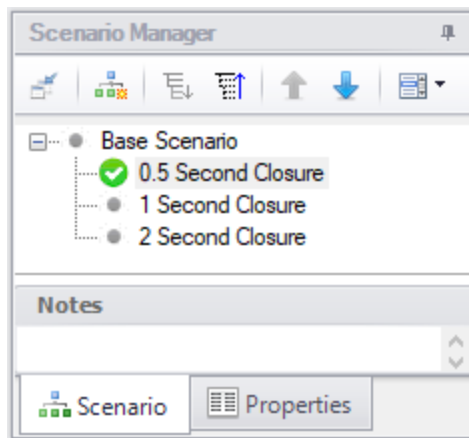 Scenario Manager
Base Scenario
0.5 Second Closure
1 Second Closure
2 Second Closure
Notes
Scenario
Properties